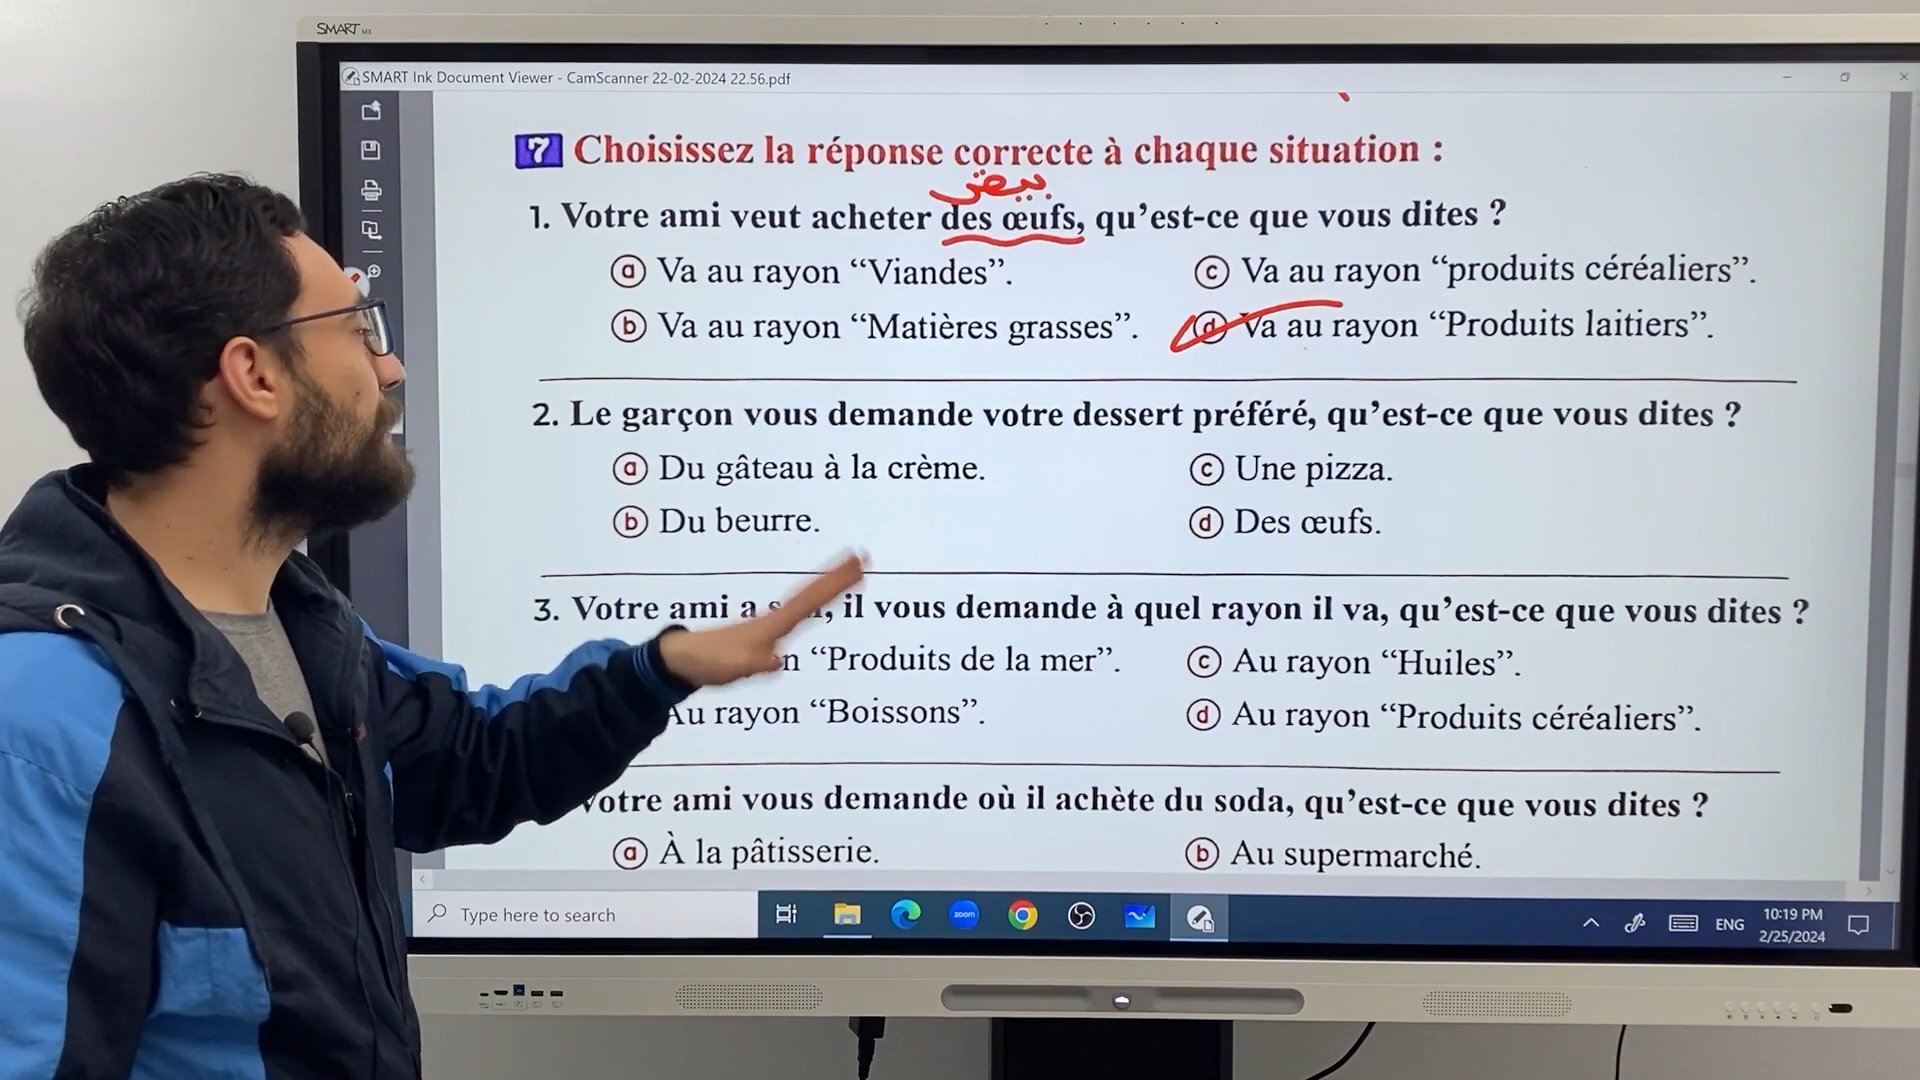 SMART MX
SMART Ink Document Viewer - CamScanner 22-02-2024 22.56.pdf
7 Choisissez la réponse correcte à chaque situation :
بيض
1. Votre ami veut acheter des œufs, qu’est-ce que vous dites ?
ⓐ Va au rayon “Viandes”.
ⓒ Va au rayon “produits céréaliers”.
ⓑ Va au rayon “Matières grasses”.
ⓓ Va au rayon “Produits laitiers”.
2. Le garçon vous demande votre dessert préféré, qu’est-ce que vous dites ?
ⓐ Du gâteau à la crème.
ⓒ Une pizza.
ⓑ Du beurre.
ⓓ Des œufs.
3. Votre ami a il vous demande à quel rayon il va, qu’est-ce que vous dites ?
“Produits de la mer”.
ⓒ Au rayon “Huiles”.
Au rayon “Boissons”.
ⓓ Au rayon “Produits céréaliers”.
Votre ami vous demande où il achète du soda, qu’est-ce que vous dites ?
ⓐ À la pâtisserie.
ⓑ Au supermarché.
Type here to search
zoom
ENG
10:19 PM
2/25/2024